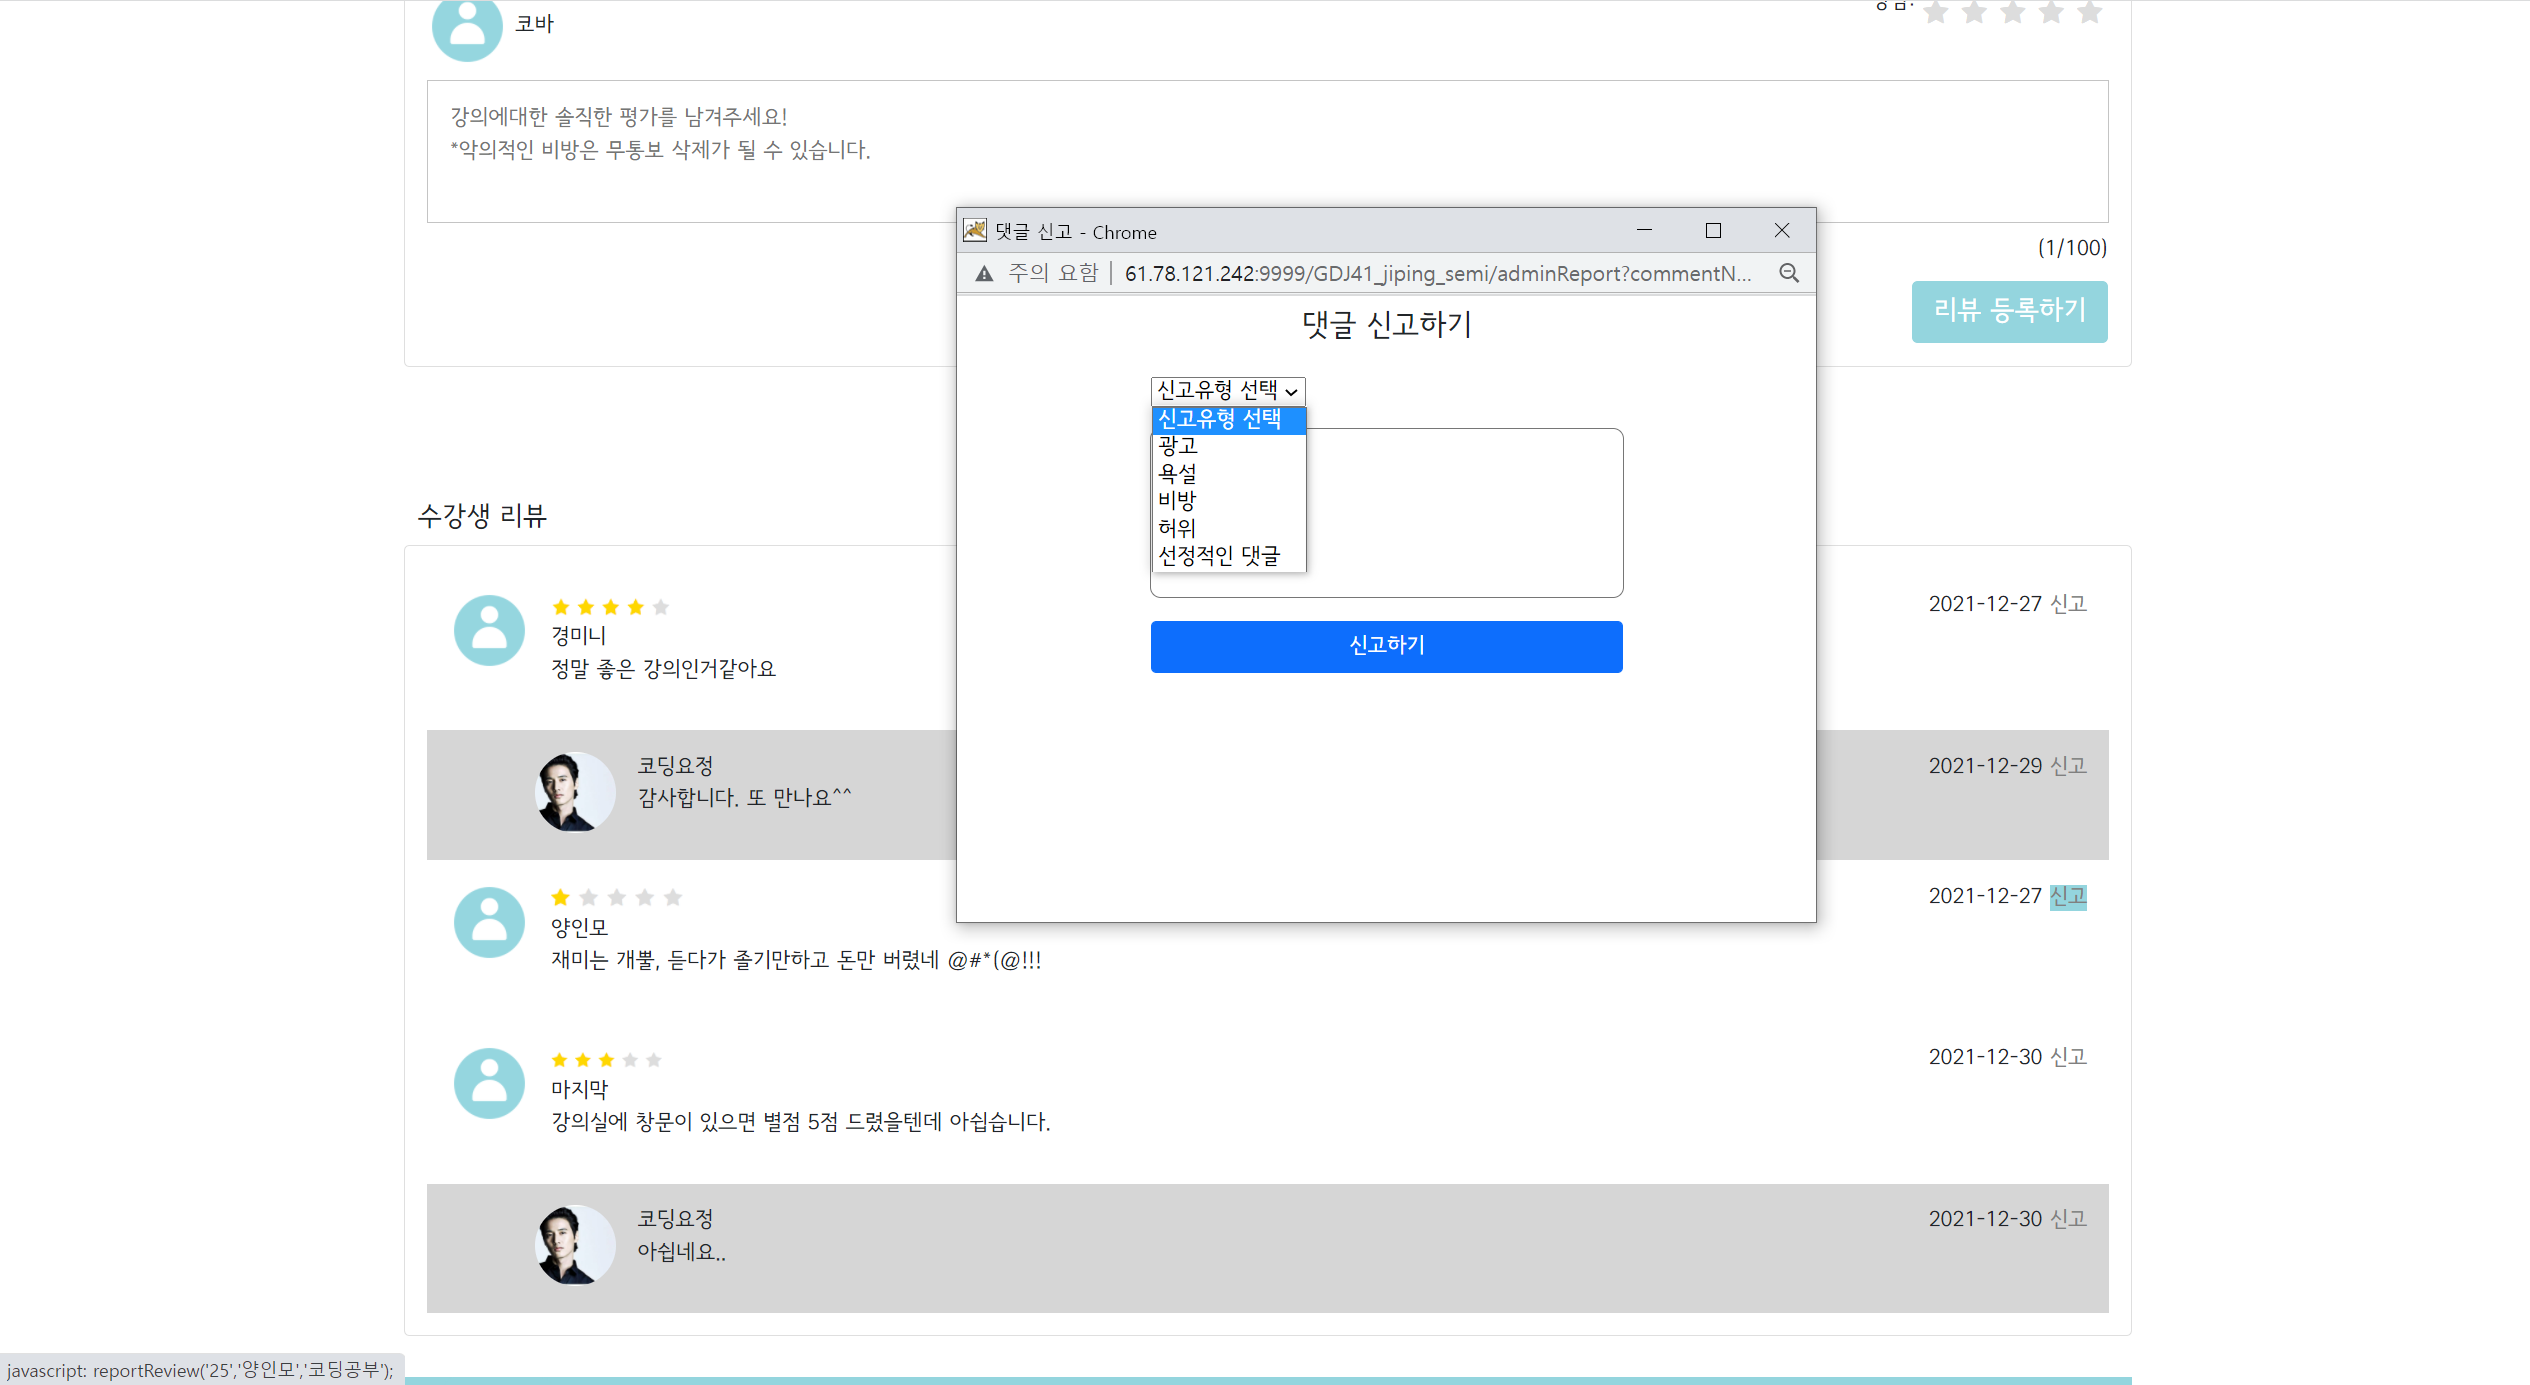 코바
강의에대한 솔직한 평가를 남겨주세요!
*악의적인 비방은 무통보 삭제가 될 수 있습니다.
(1/100)
리뷰 등록하기
댓글 신고 - Chrome
주의 요함 | 61.78.121.242:9999/GDJ41_jiping_semi/adminReport?commentN...
댓글 신고하기
신고유형 선택
신고유형 선택
광고
욕설
비방
허위
선정적인 댓글
신고하기
수강생 리뷰
2021-12-27 신고
경미니
정말 좋은 강의인거같아요
코딩요정
2021-12-29 신고
감사합니다. 또 만나요^^
2021-12-27 신고
양인모
재미는 개뿔, 듣다가 졸기만하고 돈만 버렸네 @#*(@!!!
2021-12-30 신고
마지막
강의실에 창문이 있으면 별점 5점 드렸을텐데 아쉽습니다.
코딩요정
2021-12-30 신고
아쉽네요..
javascript: reportReview('25','양인모','코딩공부');